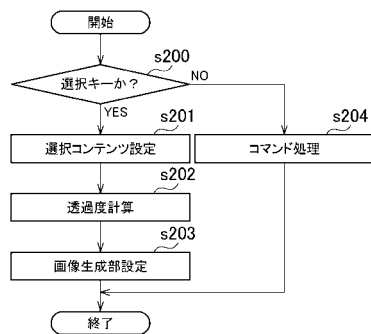 開始
s200
選択キーか?
NO
YES
s201
s204
選択コンテンツ設定
コマンド処理
s202
透過度計算
s203
画像生成部設定
終了